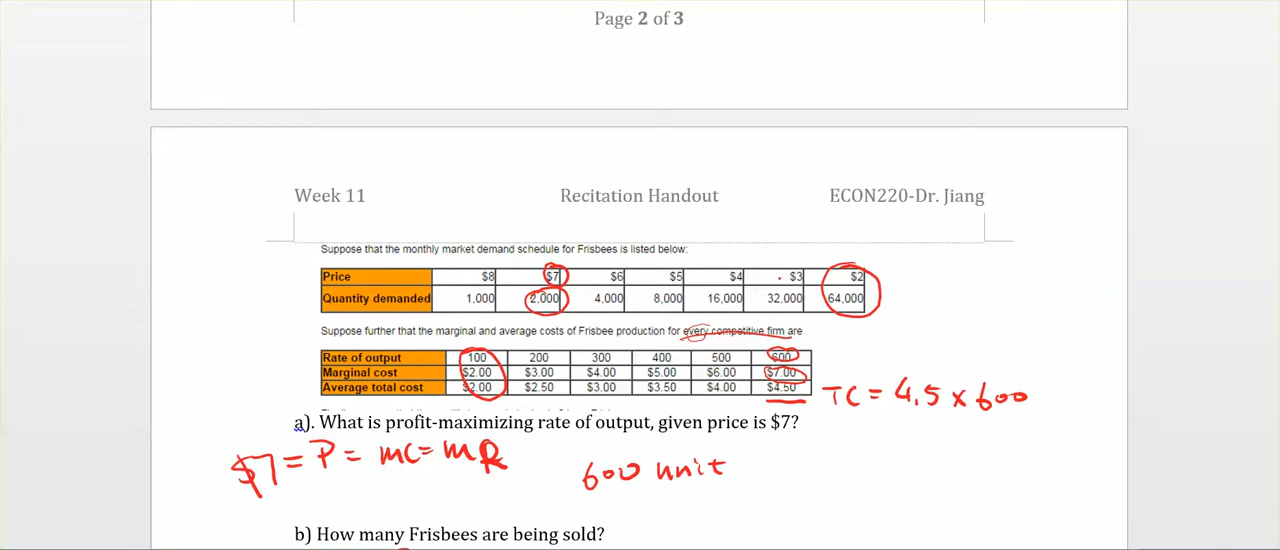 Page 2 of 3
Week 11 Recitation Handout ECON220-Dr. Jiang
Suppose that the monthly market demand schedule for Frisbees is listed below:
Price $8 $7 $6 $5 $4 $3 $2
Quantity demanded 1,000 2,000 4,000 8,000 16,000 32,000 64,000
Suppose further that the marginal and average costs of Frisbee production for every competitive firm are
Rate of output 100 200 300 400 500 600
Marginal cost $2.00 $3.00 $4.00 $5.00 $6.00 $7.00
Average total cost $2.00 $2.50 $3.00 $3.50 $4.00 $4.50
TC = 4.5 × 600
a). What is profit-maximizing rate of output, given price is $7?
$7 = P = MC = MR
600 unit
b) How many Frisbees are being sold?